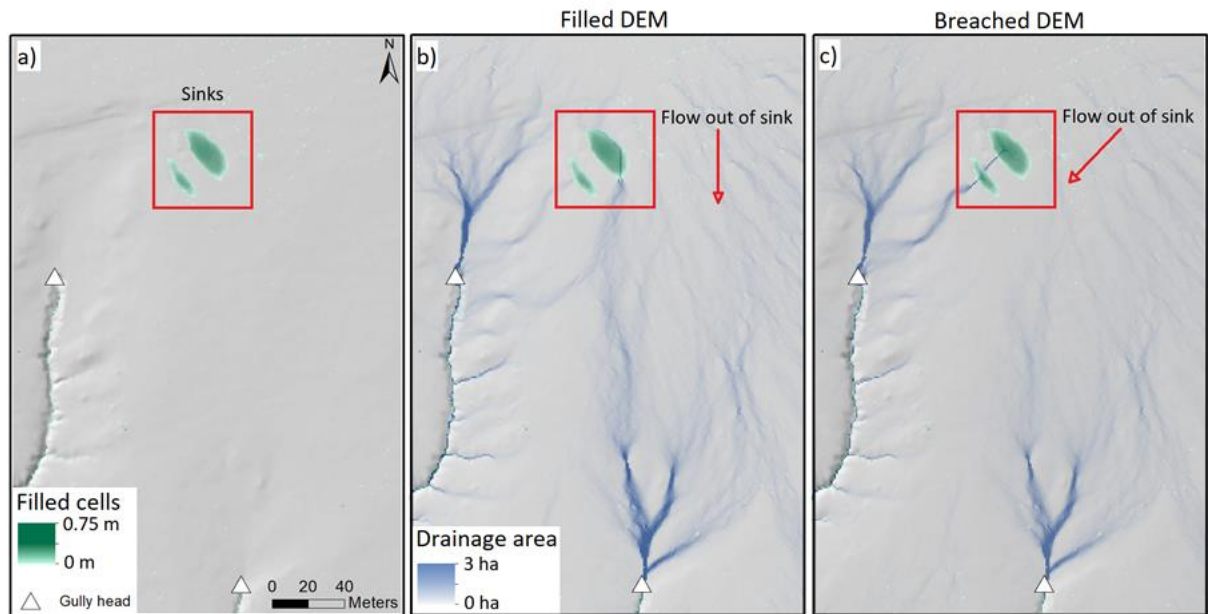 Filled DEM
Breached DEM
a)
N
Sinks
Filled cells
0.75 m
0 m
Gully head
0 20 40
Meters
b)
Flow out of sink
Drainage area
3 ha
0 ha
c)
Flow out of sink